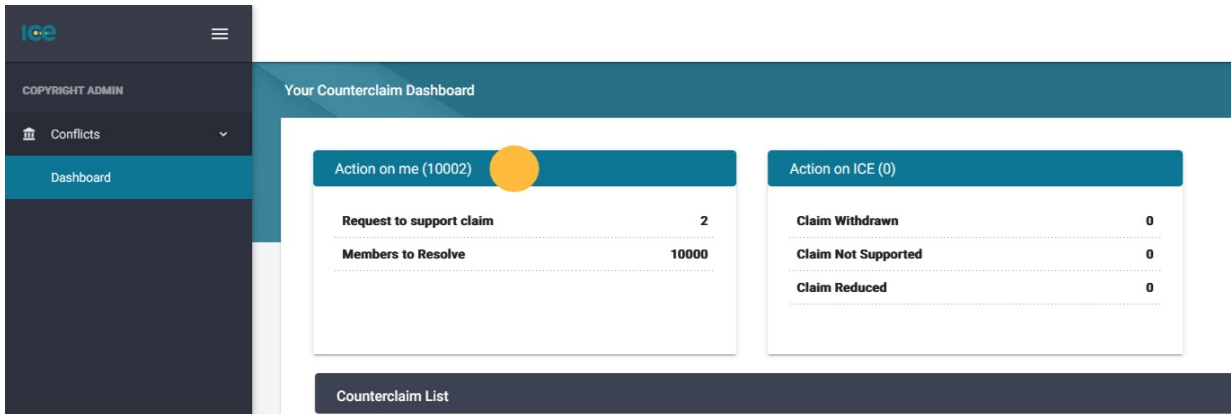 ICE
COPYRIGHT ADMIN
Conflicts
Dashboard
Your Counterclaim Dashboard
Action on me (10002)
Request to support claim 2
Members to Resolve 10000
Action on ICE (0)
Claim Withdrawn 0
Claim Not Supported 0
Claim Reduced 0
Counterclaim List